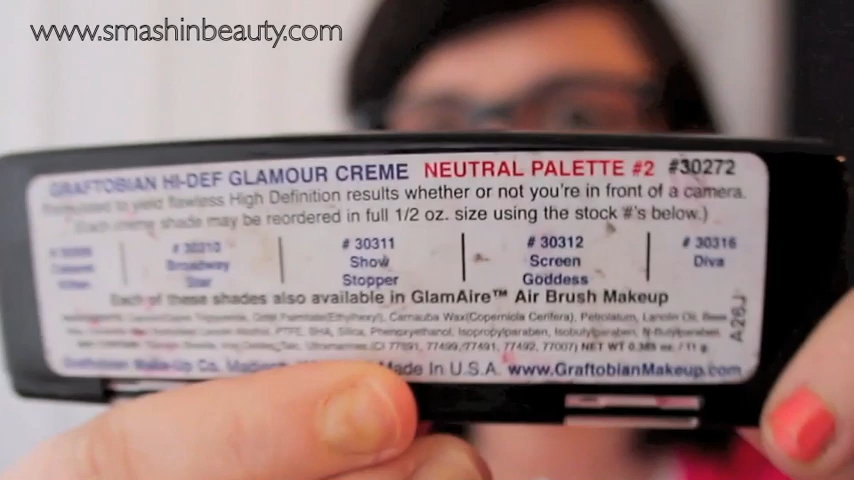 www.smashinbeauty.com
GRAFTOBIAN HI-DEF GLAMOUR CREME NEUTRAL PALETTE #2 #30272
to yield flawless High Definition results whether or not you're in front of a camera.
Each creme shade may be reordered in full 1/2 oz. size using the stock #'s below.)
# 30310 # 30311 # 30312 # 30316
Broadway Show Screen Diva
Star Stopper Goddess
Each of these shades also available in GlamAire™ Air Brush Makeup
Carnauba Wax(Copernicia Cerifera), Petrolatum, Lanolin Oil,
PTFE, BHA, Silica, Phenoxyethanol, Isopropylparaben, Isobutylparaben, N-Butylparaben
77491, 77492, 77007) NET WT 0.385 oz. / 11 g
A26J
Graftobian Make-Up Co. Made In U.S.A. www.GraftobianMakeup.com